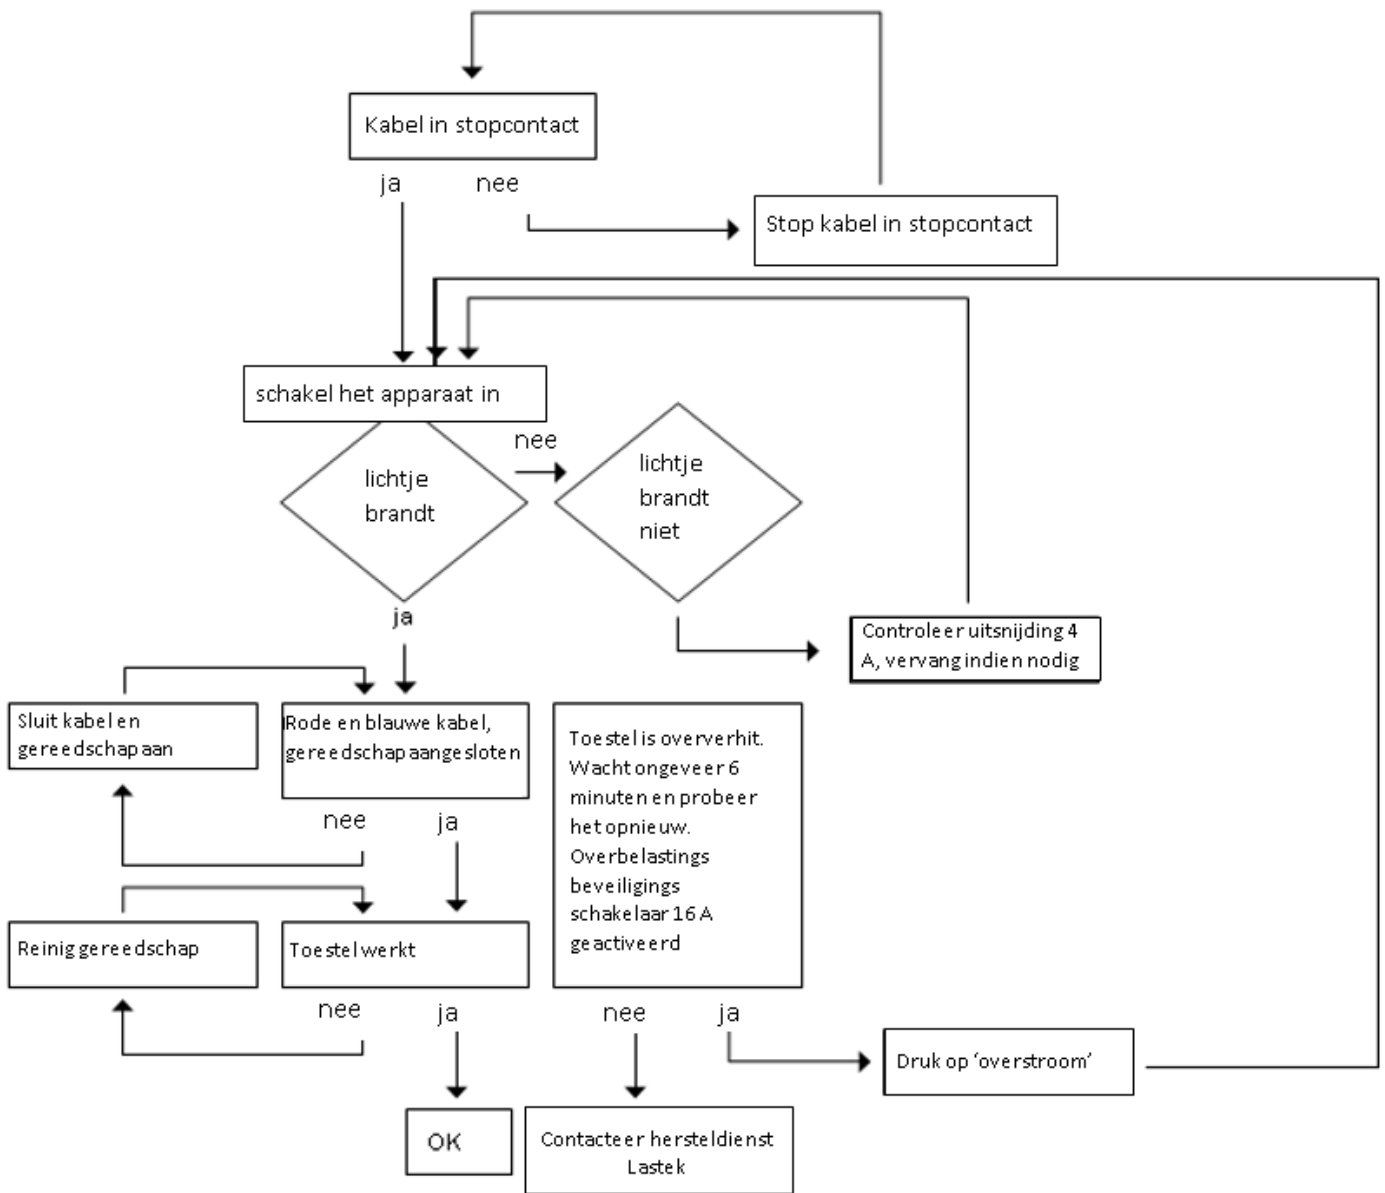 Kabel in stopcontact
ja nee
Stop kabel in stopcontact
schakel het apparaat in
nee
lichtje
brandt
lichtje
brandt
niet
ja
Controleer uitsnijding 4
A, vervang indien nodig
Sluit kabel en
gereedschap aan
Rode en blauwe kabel,
gereedschap aangesloten
nee ja
Toestel is oververhit.
Wacht ongeveer 6
minuten en probeer
het opnieuw.
Overbelastings
beveiligings
schakelaar 16 A
geactiveerd
Reinig gereedschap
Toestel werkt
nee ja
nee ja
Druk op ‘overstroom’
OK
Contacteer hersteldienst
Lastek